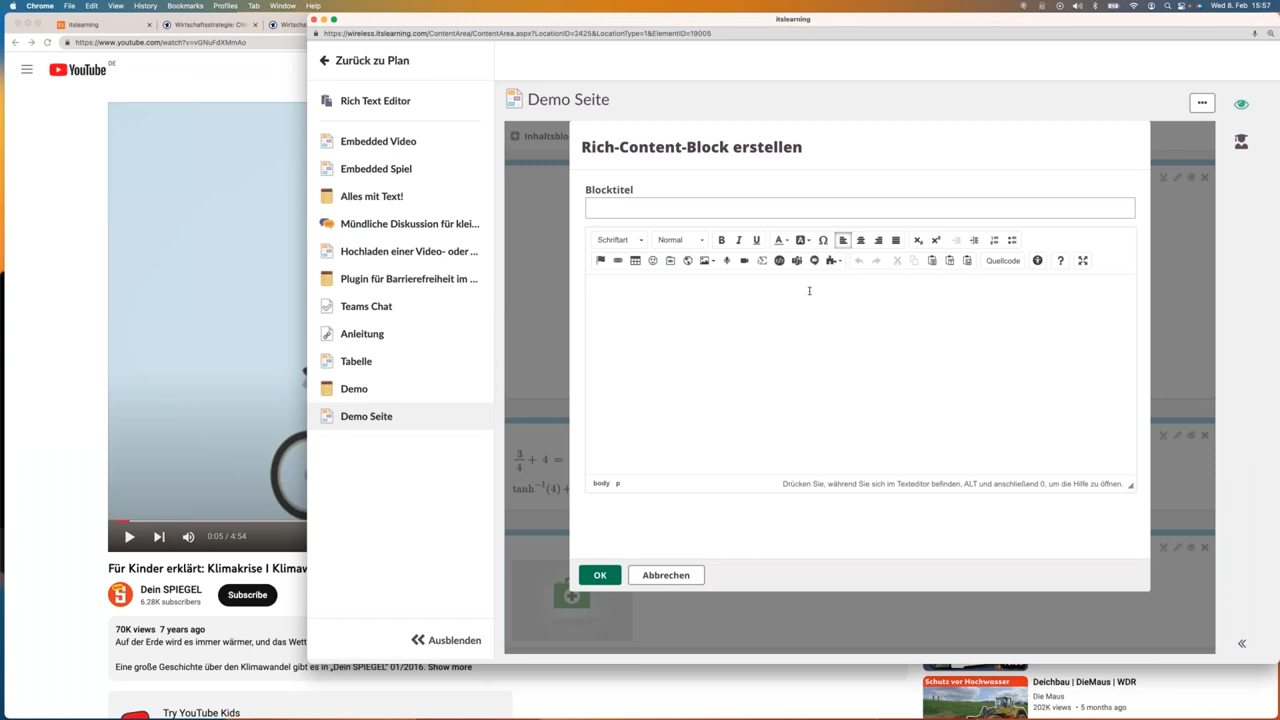 Chrome File Edit View History Bookmarks Profiles Tab Window Help
Wed 8. Feb 15:57
itslearning
Wirtschaftsstrategie:
https://www.youtube.com/watch?v=vGNuFdXMmAo
YouTube DE
Für Kinder erklärt: Klimakrise I
Dein SPIEGEL
6.28K subscribers
Subscribe
0:05 / 4:54
70K views 7 years ago
Auf der Erde wird es immer wärmer, und das
Eine große Geschichte über den Klimawandel gibt es in „Dein SPIEGEL" 01/2016. Show more
Try YouTube Kids
itslearning
https://wireless.itslearning.com/ContentArea/ContentArea.aspx?LocationID=2425&LocationType=1&ElementID=19005
Zurück zu Plan
Rich Text Editor
Embedded Video
Embedded Spiel
Alles mit Text!
Mündliche Diskussion für klei...
Hochladen einer Video- oder ...
Plugin für Barrierefreiheit im ...
Teams Chat
Anleitung
Tabelle
Demo
Demo Seite
Ausblenden
Demo Seite
Inhaltsblo
Rich-Content-Block erstellen
Blocktitel
Schriftart Normal B I U A A Ω
Quellcode ?
body p
Drücken Sie, während Sie sich im Texteditor befinden, ALT und anschließend 0, um die Hilfe zu öffnen.
3/4 + 4 =
tanh⁻¹(4) +
OK Abbrechen
Schutz vor Hochwasser
Deichbau | DieMaus | WDR
Die Maus
202K views • 5 months ago